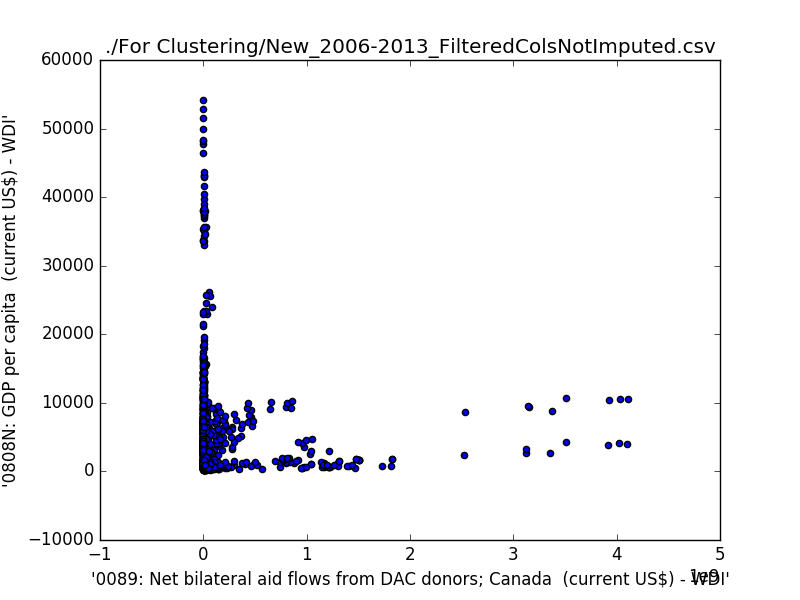 ./For Clustering/New_2006-2013_FilteredColsNotImputed.csv
60000
50000
40000
30000
20000
10000
0
−10000
'0808N: GDP per capita  (current US$) - WDI'
−1 0 1 2 3 4 5
1e9
'0089: Net bilateral aid flows from DAC donors; Canada  (current US$) - WDI'